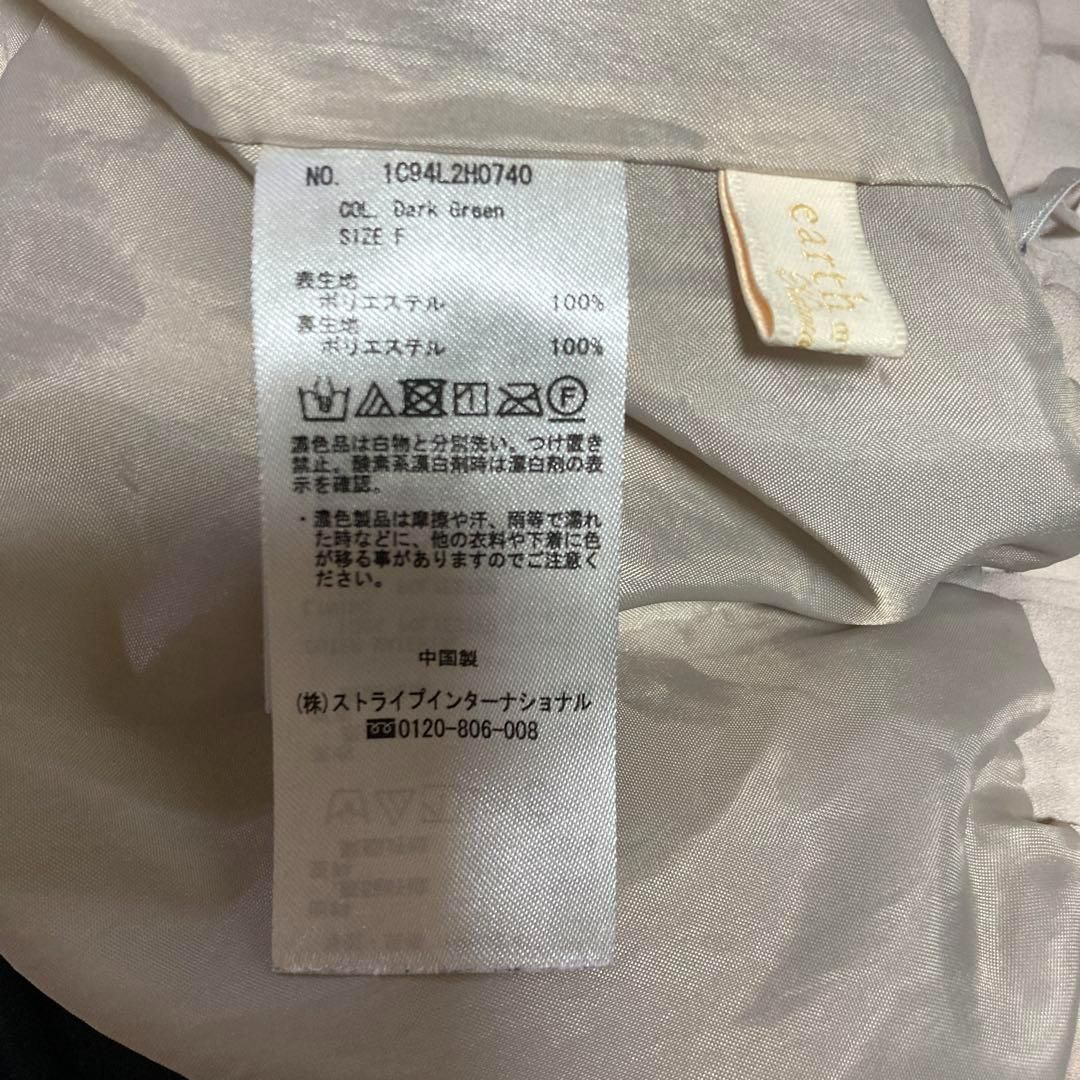 NO. 1C94L2H0740
COL. Dark Green
SIZE F
表生地
ポリエステル 100%
裏生地
ポリエステル 100%
F
濃色品は白物と分別洗い。つけ置き
禁止。酸素系漂白剤時は漂白剤の表
示を確認。
・濃色製品は摩擦や汗、雨等で濡れ
た時などに、他の衣料や下着に色
が移る事がありますのでご注意く
ださい。
中国製
(株)ストライプインターナショナル
0120-806-008
earth